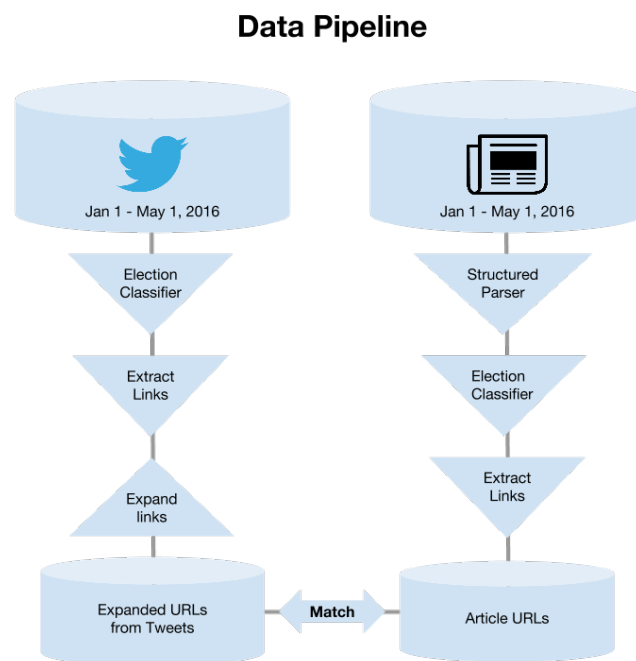 Data Pipeline
Jan 1 - May 1, 2016
Election
Classifier
Extract
Links
Expand
links
Expanded URLs
from Tweets
Match
Jan 1 - May 1, 2016
Structured
Parser
Election
Classifier
Extract
Links
Article URLs